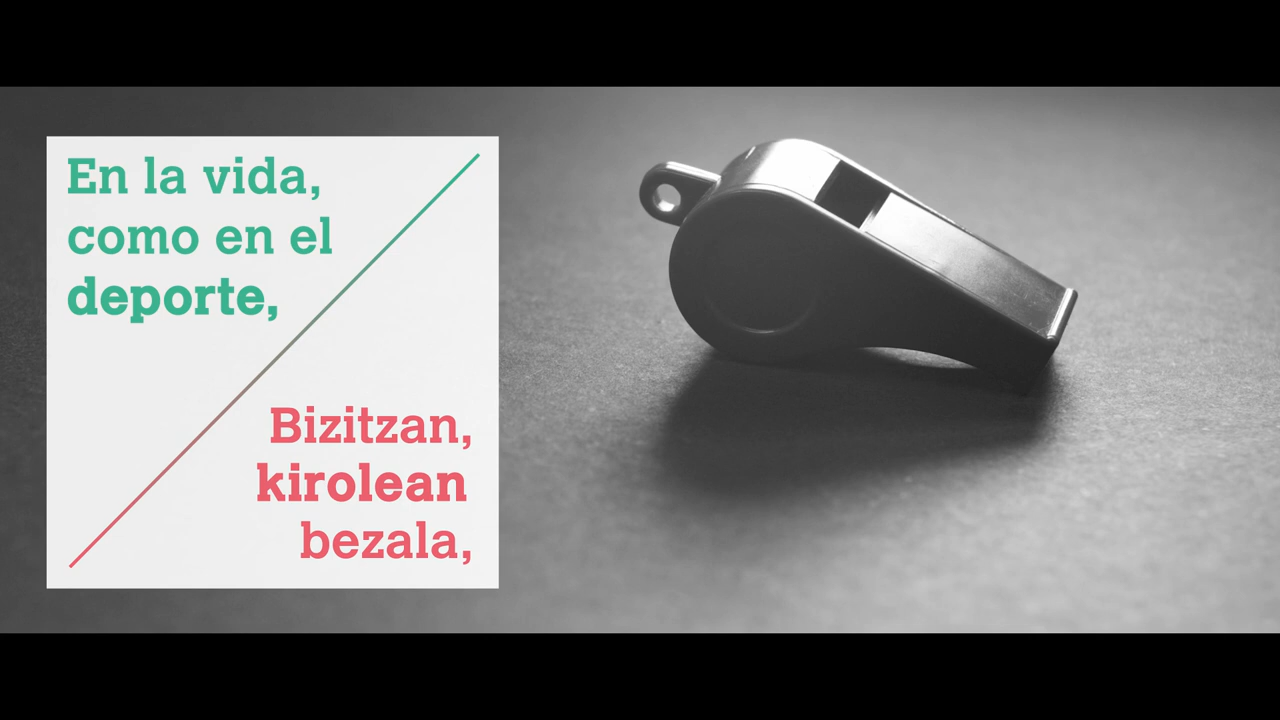 En la vida,
como en el
deporte,
Bizitzan,
kirolean
bezala,